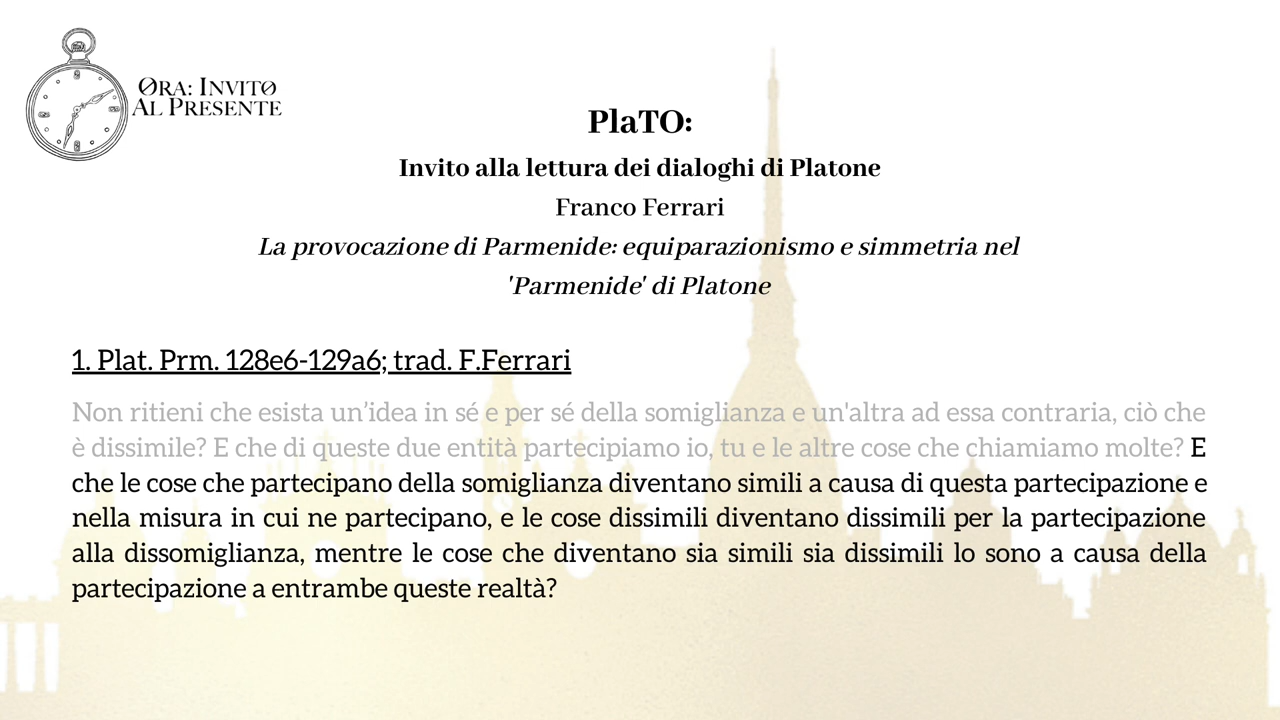 ØRA: INVITØ
AL PRESENTE
PlaTO:
Invito alla lettura dei dialoghi di Platone
Franco Ferrari
La provocazione di Parmenide: equiparazionismo e simmetria nel
'Parmenide' di Platone
1. Plat. Prm. 128e6-129a6; trad. F.Ferrari
Non ritieni che esista un’idea in sé e per sé della somiglianza e un'altra ad essa contraria, ciò che
è dissimile? E che di queste due entità partecipiamo io, tu e le altre cose che chiamiamo molte? E
che le cose che partecipano della somiglianza diventano simili a causa di questa partecipazione e
nella misura in cui ne partecipano, e le cose dissimili diventano dissimili per la partecipazione
alla dissomiglianza, mentre le cose che diventano sia simili sia dissimili lo sono a causa della
partecipazione a entrambe queste realtà?